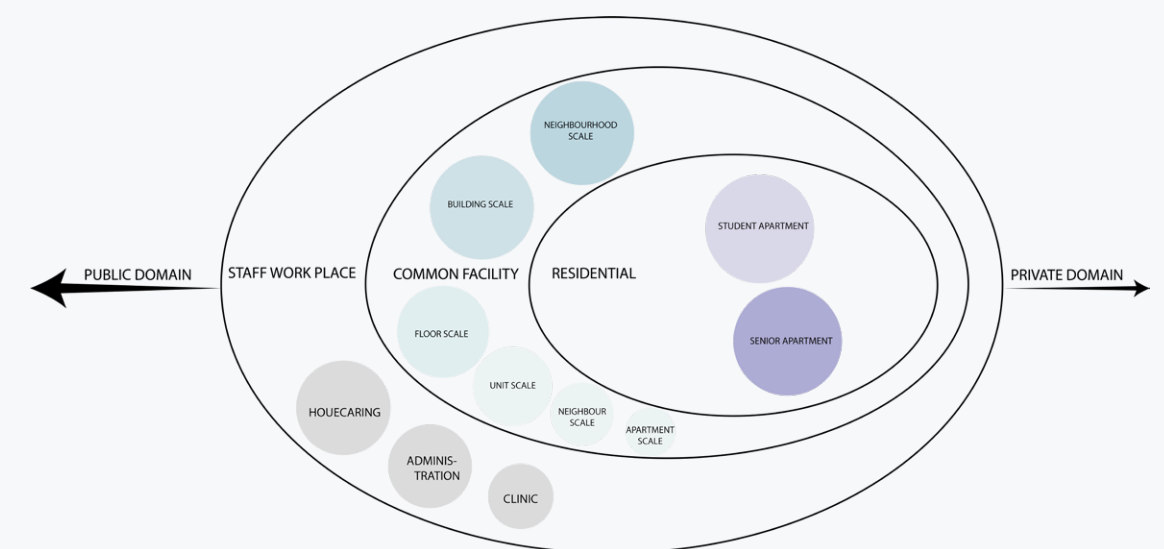 NEIGHBOURHOOD
SCALE
BUILDING SCALE
STUDENT APARTMENT
PUBLIC DOMAIN
STAFF WORK PLACE
COMMON FACILITY
RESIDENTIAL
PRIVATE DOMAIN
FLOOR SCALE
SENIOR APARTMENT
UNIT SCALE
HOUECARING
NEIGHBOUR
SCALE
APARTMENT
SCALE
ADMINIS-
TRATION
CLINIC